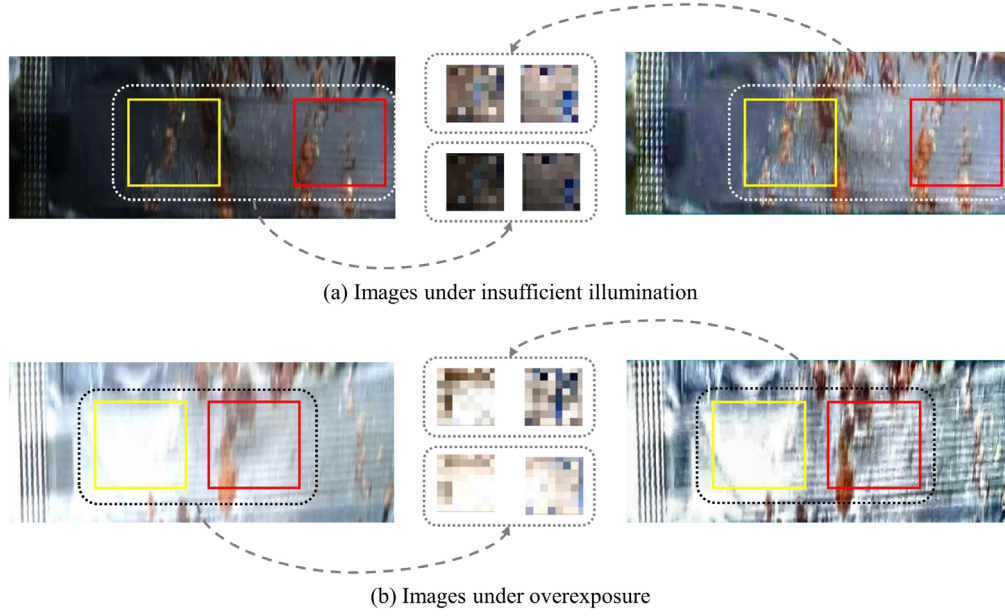 (a) Images under insufficient illumination
(b) Images under overexposure